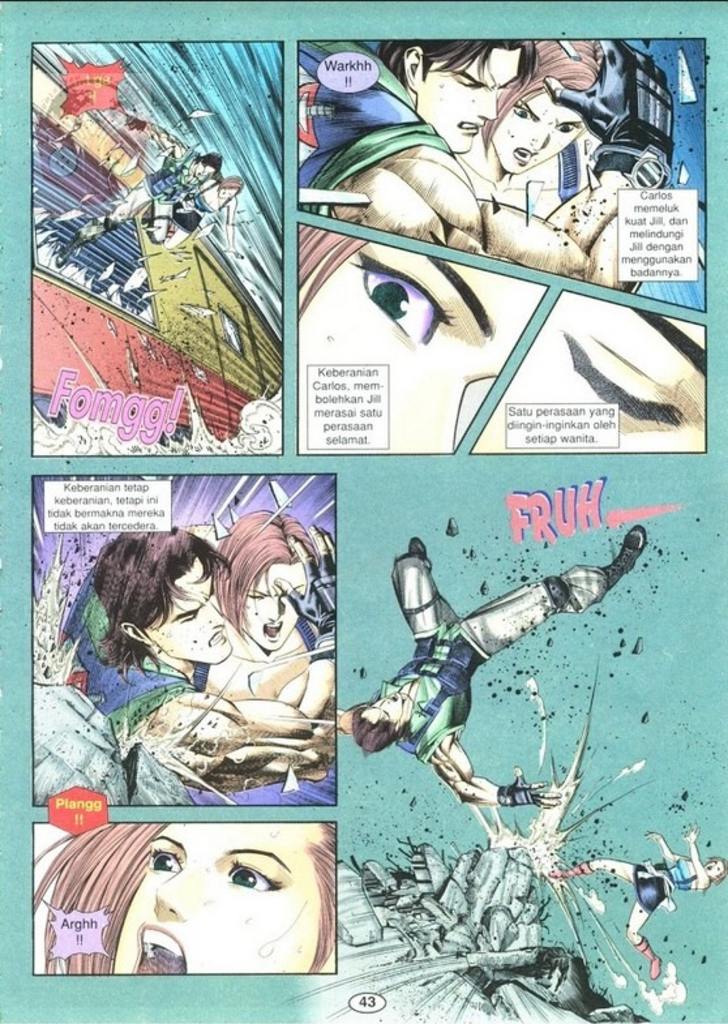 Fomgg!
Warkhh
!!
Carlos
memeluk
kuat Jill, dan
melindungi
Jill dengan
menggunakan
badannya.
Keberanian
Carlos, mem-
bolehkan Jill
merasai satu
perasaan
selamat.
Satu perasaan yang
diingin-inginkan oleh
setiap wanita.
Keberanian tetap
keberanian, tetapi ini
tidak bermakna mereka
tidak akan tercedera.
FRUH
Plangg
!!
Arghh
!!
43